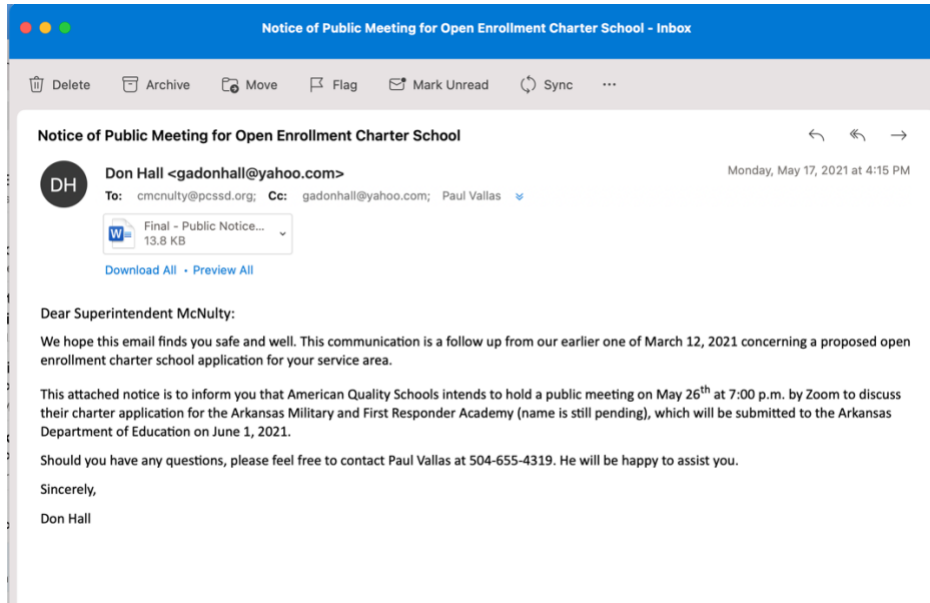 Notice of Public Meeting for Open Enrollment Charter School - Inbox
Delete Archive Move Flag Mark Unread Sync ...
Notice of Public Meeting for Open Enrollment Charter School
DH
Don Hall <gadonhall@yahoo.com>
Monday, May 17, 2021 at 4:15 PM
To: cmcnulty@pcssd.org; Cc: gadonhall@yahoo.com; Paul Vallas
W
Final - Public Notice...
13.8 KB
Download All • Preview All
Dear Superintendent McNulty:
We hope this email finds you safe and well. This communication is a follow up from our earlier one of March 12, 2021 concerning a proposed open
enrollment charter school application for your service area.
This attached notice is to inform you that American Quality Schools intends to hold a public meeting on May 26th at 7:00 p.m. by Zoom to discuss
their charter application for the Arkansas Military and First Responder Academy (name is still pending), which will be submitted to the Arkansas
Department of Education on June 1, 2021.
Should you have any questions, please feel free to contact Paul Vallas at 504-655-4319. He will be happy to assist you.
Sincerely,
Don Hall